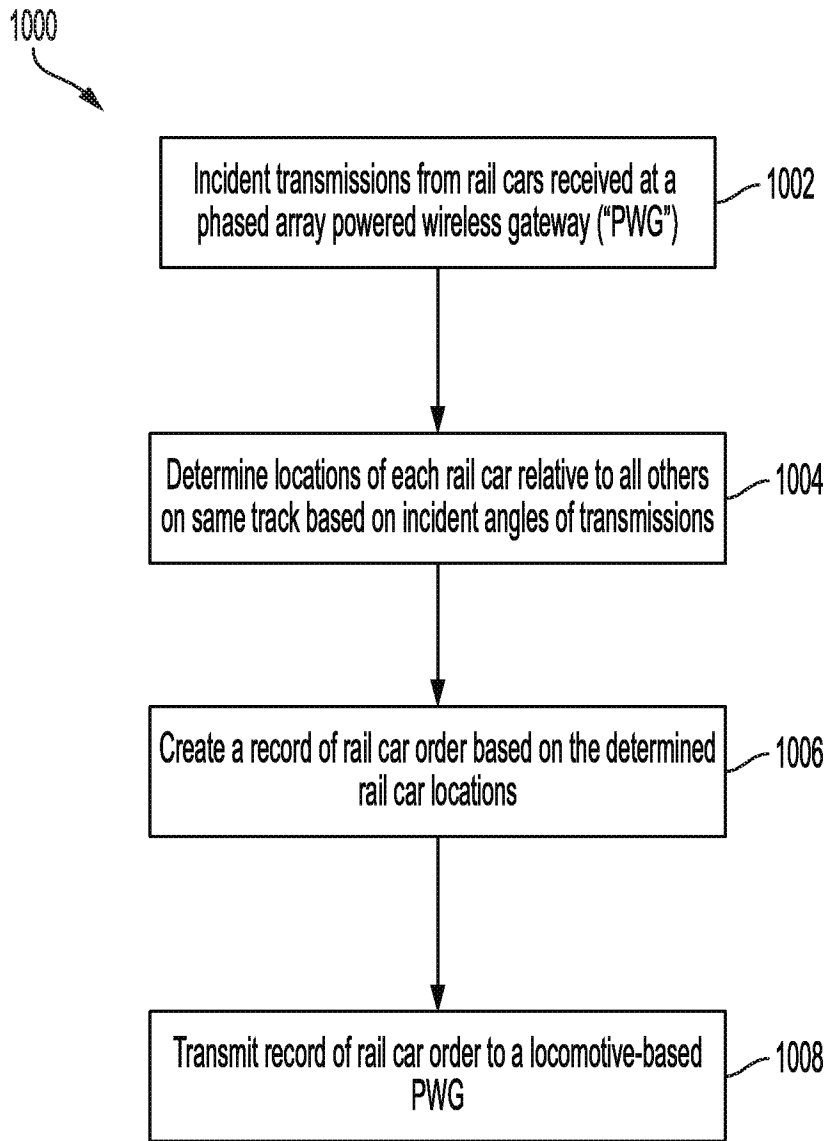 1000
Incident transmissions from rail cars received at a
phased array powered wireless gateway (“PWG”)
1002
Determine locations of each rail car relative to all others
on same track based on incident angles of transmissions
1004
Create a record of rail car order based on the determined
rail car locations
1006
Transmit record of rail car order to a locomotive-based
PWG
1008